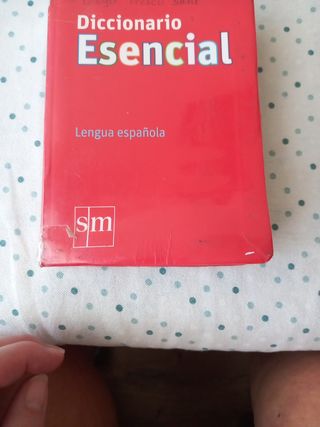 Diccionario
Esencial
Lengua española
sm